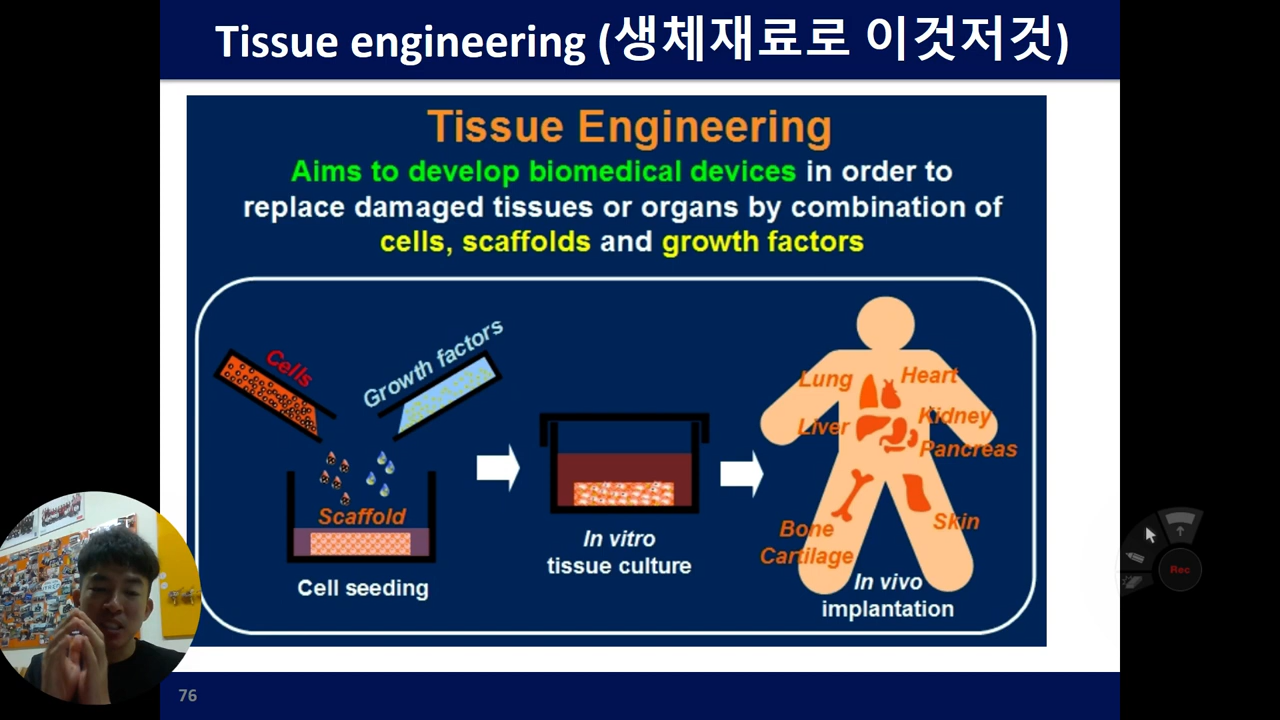 Tissue engineering (생체재료로 이것저것)
Tissue Engineering
Aims to develop biomedical devices in order to
replace damaged tissues or organs by combination of
cells, scaffolds and growth factors
Cells
Growth factors
Scaffold
Cell seeding
In vitro
tissue culture
Lung
Heart
Liver
Kidney
Pancreas
Bone
Cartilage
Skin
In vivo
implantation
Rec
76